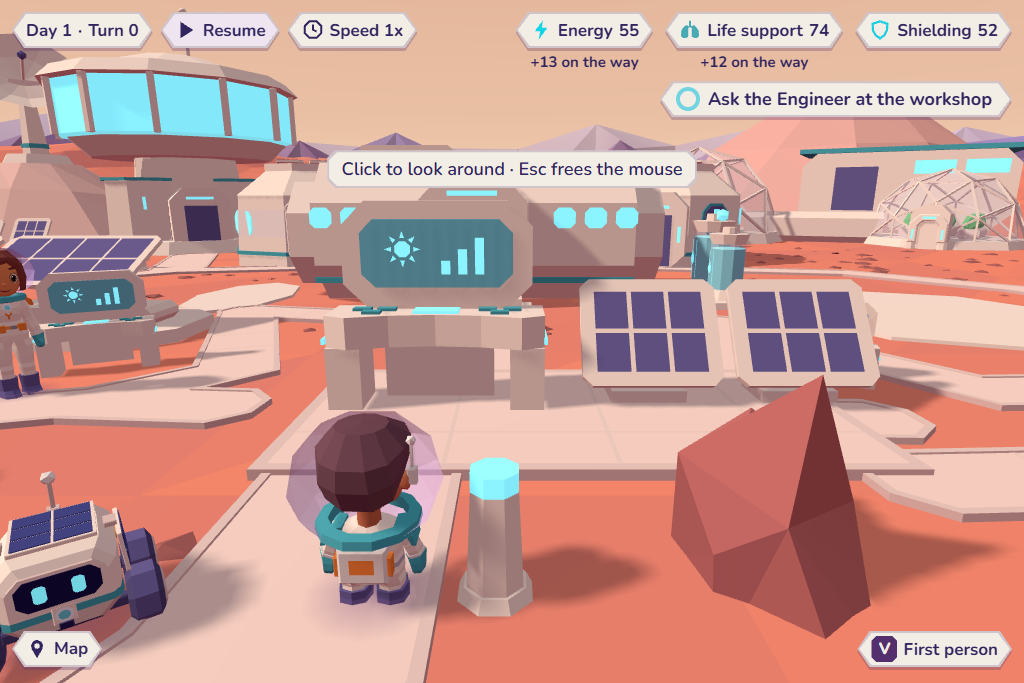 Day 1 · Turn 0
Resume
Speed 1x
Energy 55
Life support 74
Shielding 52
+13 on the way
+12 on the way
Ask the Engineer at the workshop
Click to look around · Esc frees the mouse
Map
V First person